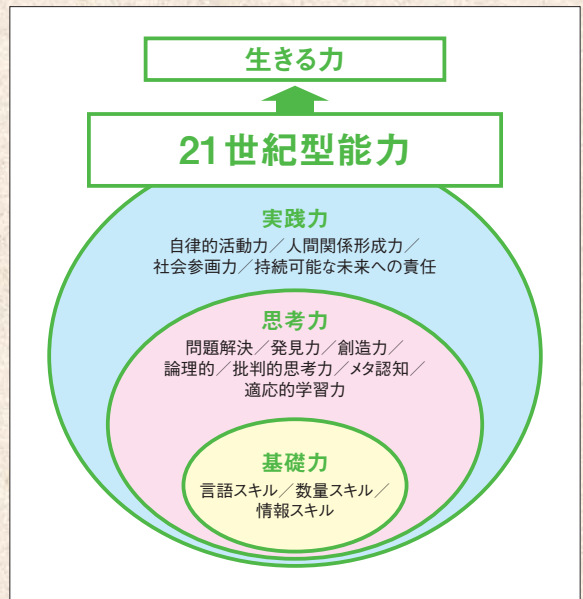 生きる力
21世紀型能力
実践力
自律的活動力／人間関係形成力／
社会参画力／持続可能な未来への責任
思考力
問題解決／発見力／創造力／
論理的／批判的思考力／メタ認知／
適応的学習力
基礎力
言語スキル／数量スキル／
情報スキル